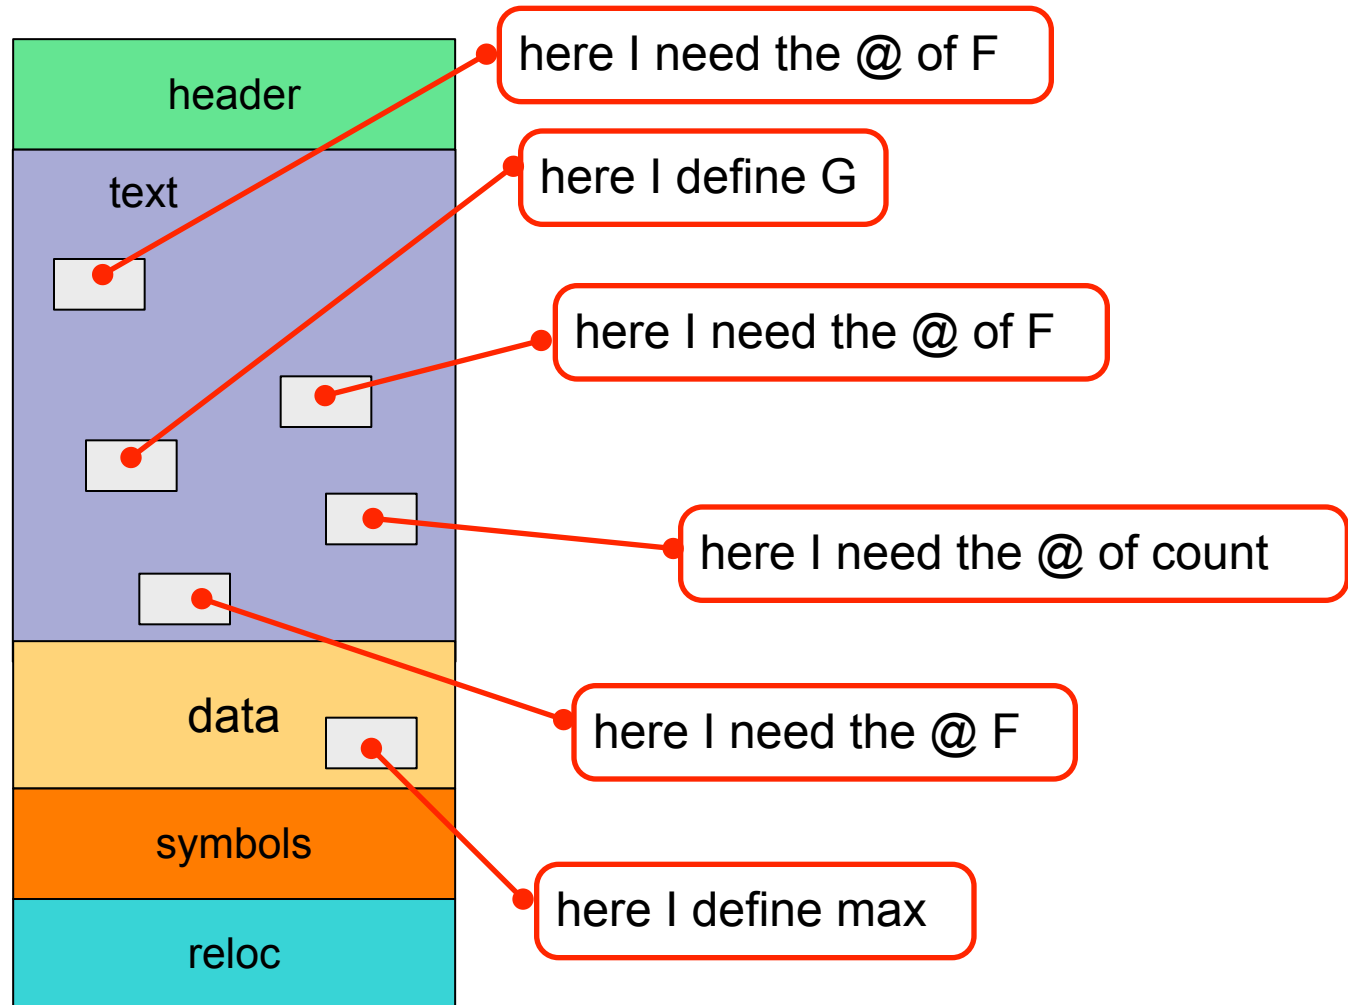 here I need the @ of F
header
here I define G
text
here I need the @ of F
here I need the @ of count
data
here I need the @ F
symbols
here I define max
reloc